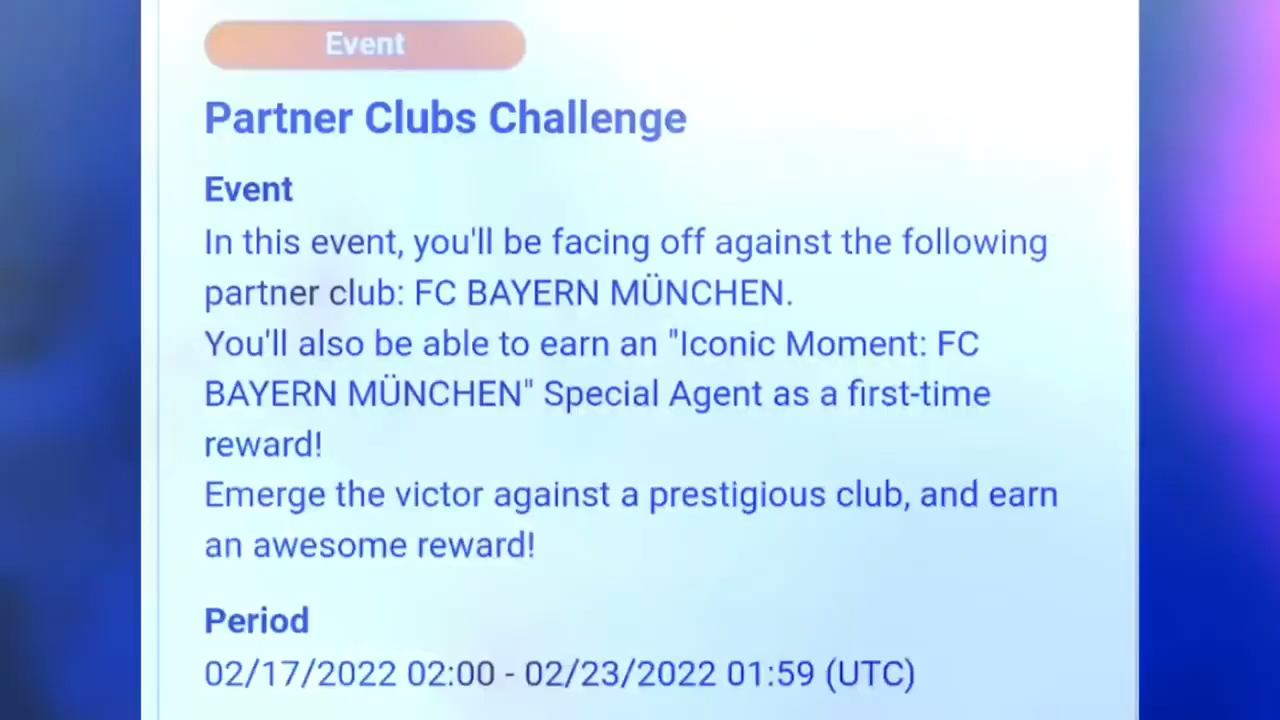 Event
Partner Clubs Challenge
Event
In this event, you'll be facing off against the following
partner club: FC BAYERN MÜNCHEN.
You'll also be able to earn an "Iconic Moment: FC
BAYERN MÜNCHEN" Special Agent as a first-time
reward!
Emerge the victor against a prestigious club, and earn
an awesome reward!
Period
02/17/2022 02:00 - 02/23/2022 01:59 (UTC)